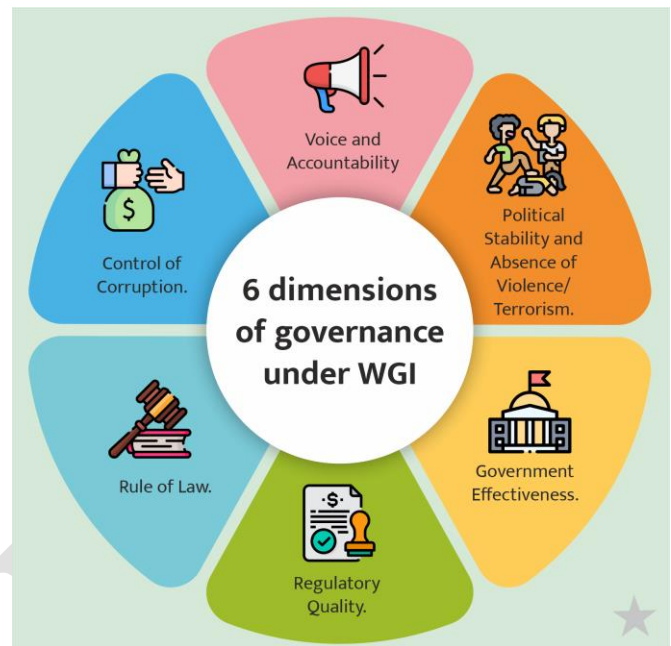 Voice and
Accountability
Political
Stability and
Absence of
Violence/
Terrorism.
Control of
Corruption.
6 dimensions
of governance
under WGI
Government
Effectiveness.
Rule of Law.
$
Regulatory
Quality.